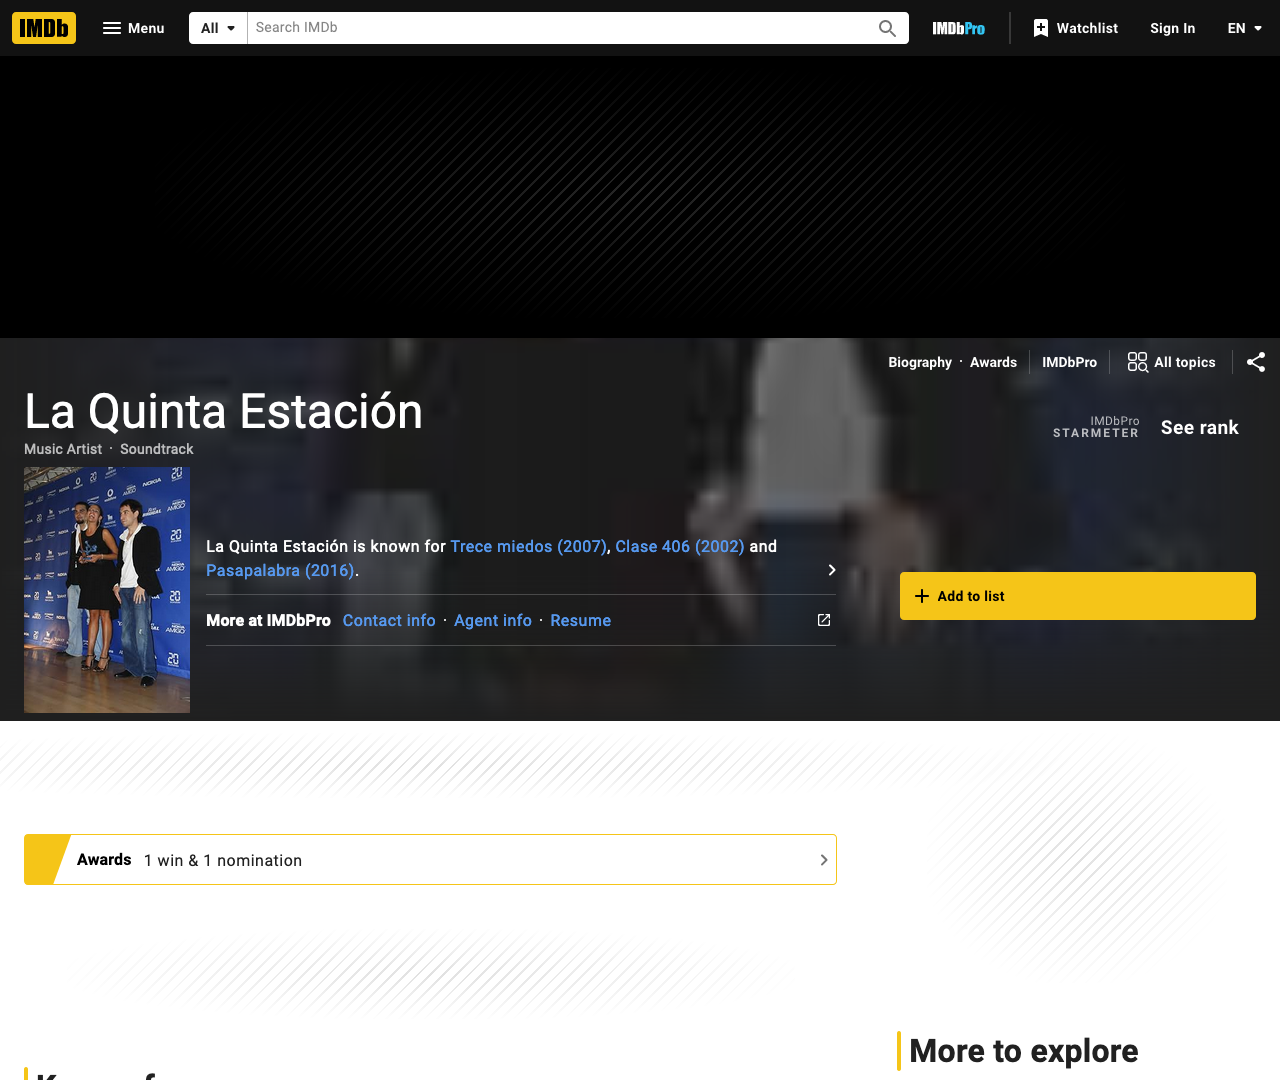 IMDb
Menu
All
Search IMDb
IMDbPro
Watchlist
Sign In
EN
Biography · Awards
IMDbPro
All topics
La Quinta Estación
Music Artist · Soundtrack
IMDbPro
STARMETER
See rank
La Quinta Estación is known for Trece miedos (2007), Clase 406 (2002) and
Pasapalabra (2016).
More at IMDbPro Contact info · Agent info · Resume
Add to list
Awards 1 win & 1 nomination
More to explore